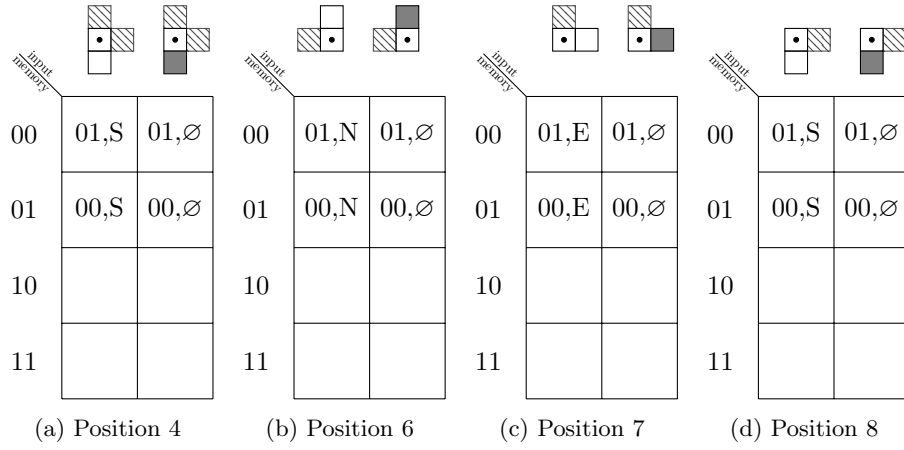 input memory input memory input memory input memory
00 01,S 01,∅ 00 01,N 01,∅ 00 01,E 01,∅ 00 01,S 01,∅
01 00,S 00,∅ 01 00,N 00,∅ 01 00,E 00,∅ 01 00,S 00,∅
10 10 10 10
11 11 11 11
(a) Position 4 (b) Position 6 (c) Position 7 (d) Position 8